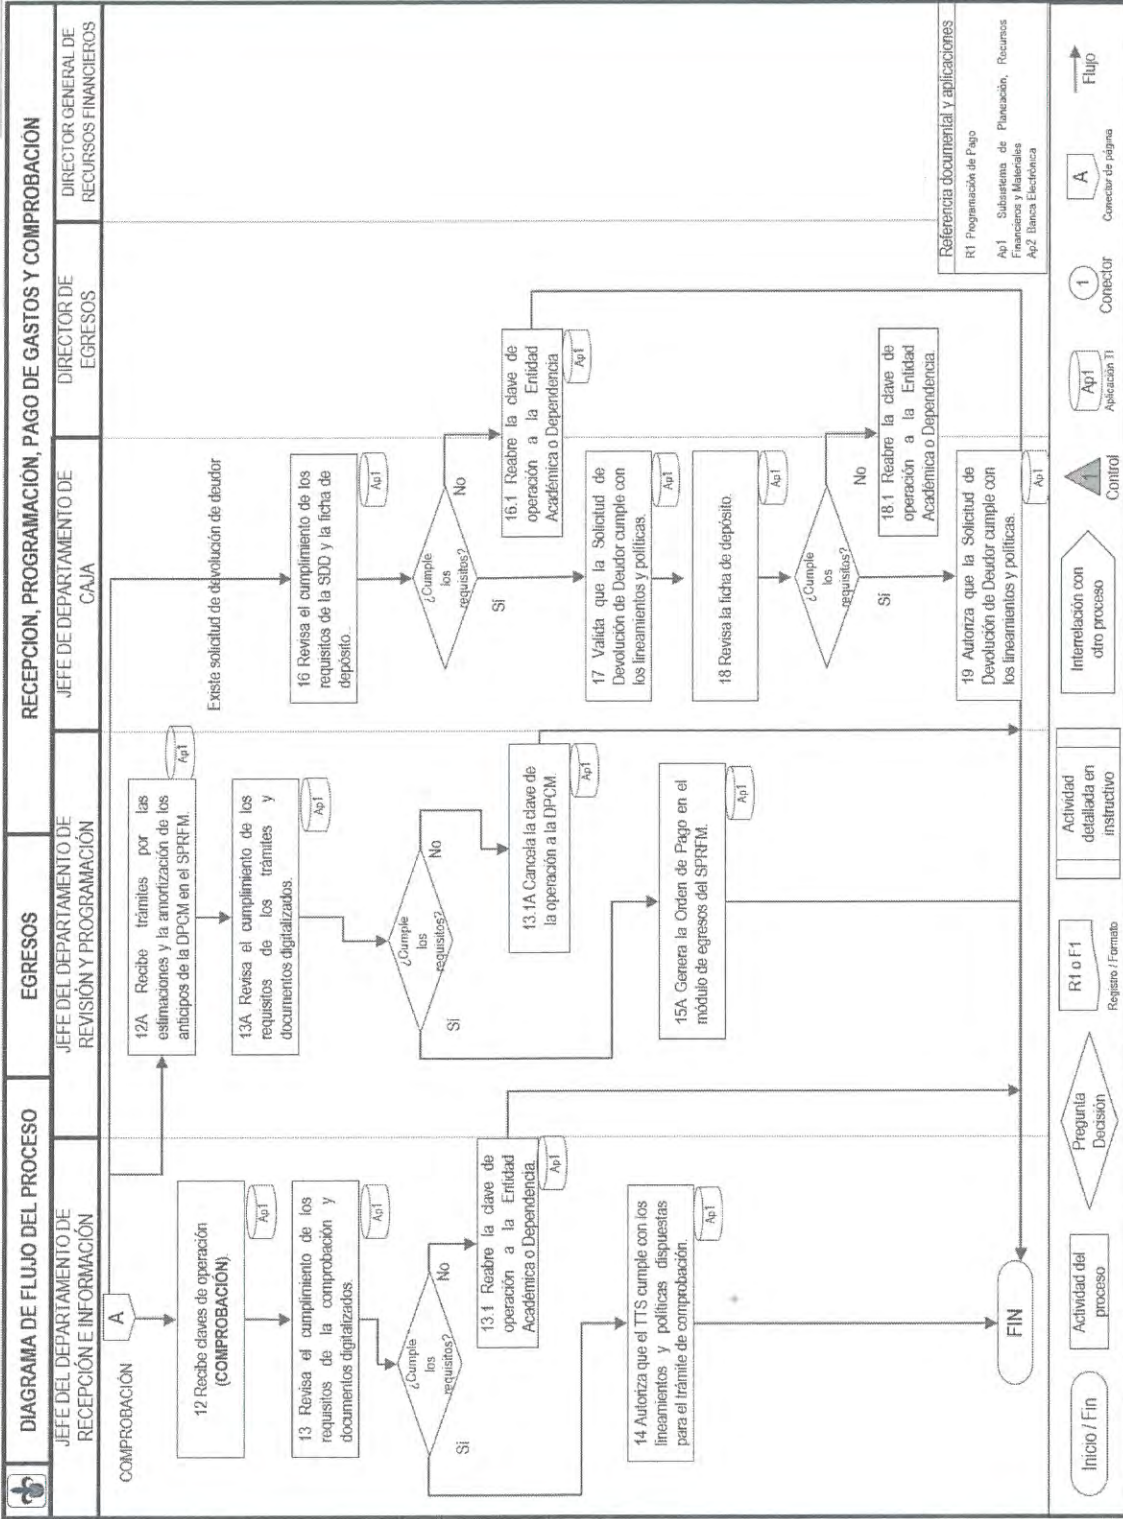 DIAGRAMA DE FLUJO DEL PROCESO
EGRESOS
RECEPCION, PROGRAMACIÓN, PAGO DE GASTOS Y COMPROBACIÓN
JEFE DEL DEPARTAMENTO DE
RECEPCIÓN E INFORMACIÓN
JEFE DEL DEPARTAMENTO DE
REVISIÓN Y PROGRAMACIÓN
JEFE DE DEPARTAMENTO DE
CAJA
DIRECTOR DE
EGRESOS
DIRECTOR GENERAL DE
RECURSOS FINANCIEROS
COMPROBACIÓN
A
12 Recibe claves de operación
(COMPROBACIÓN).
Ap1
13 Revisa el cumplimiento de los
requisitos de la comprobación y
documentos digitalizados.
Ap1
¿Cumple
los
requisitos?
No
Sí
13.1 Reabre la clave de
operación a la Entidad
Académica o Dependencia.
Ap1
14 Autoriza que el TTS cumple con los
lineamientos y políticas dispuestas
para el trámite de comprobación.
Ap1
FIN
12A Recibe trámites por las
estimaciones y la amortización de los
anticipos de la DPCM en el SPRFM.
Ap1
13A Revisa el cumplimiento de los
requisitos de los trámites y
documentos digitalizados.
Ap1
¿Cumple
los
requisitos?
No
Sí
13.1A Cancela la clave de
la operación a la DPCM.
Ap1
15A Genera la Orden de Pago en el
módulo de egresos del SPRFM.
Ap1
Existe solicitud de devolución de deudor
16 Revisa el cumplimiento de los
requisitos de la SDD y la ficha de
depósito..
Ap1
¿Cumple
los
requisitos?
No
Sí
16.1 Reabre la clave de
operación a la Entidad
Académica o Dependencia
Ap1
17 Valida que la Solicitud de
Devolución de Deudor cumple con
los lineamientos y políticas.
Ap1
18 Revisa la ficha de depósito.
Ap1
¿Cumple
los
requisitos?
No
Sí
18.1 Reabre la clave de
operación a la Entidad
Académica o Dependencia.
19 Autoriza que la Solicitud de
Devolución de Deudor cumple con
los lineamientos y políticas.
Ap1
Referencia documental y aplicaciones
R1 Programación de Pago
Ap1 Subsistema de Planeación, Recursos
Financieros y Materiales
Ap2 Banca Electrónica
Inicio / Fin
Actividad del
proceso
Pregunta
Decisión
R1 o F1
Registro / Formato
Actividad
detallada en
instructivo
Interrelación con
otro proceso
1
Control
Ap1
Aplicación TI
1
Conector
A
Conector de página
Flujo